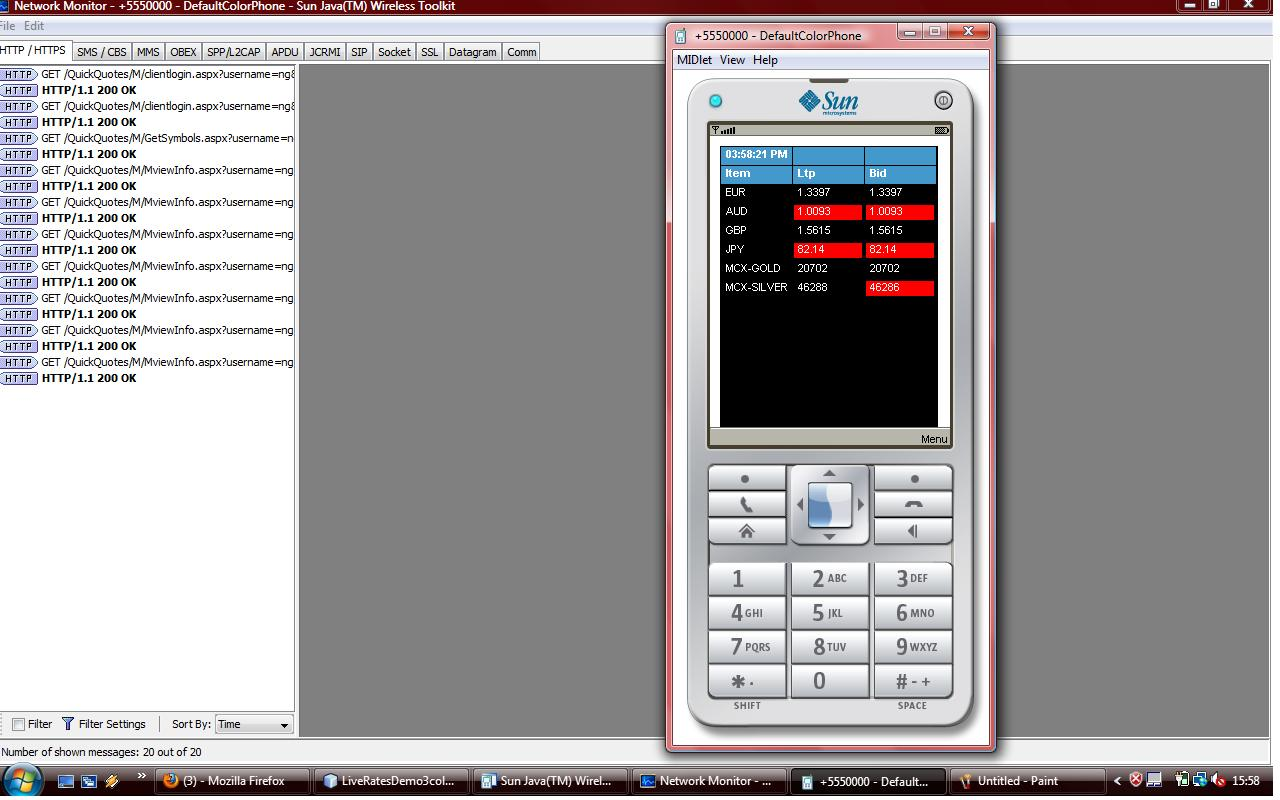 Network Monitor - +5550000 - DefaultColorPhone - Sun Java(TM) Wireless Toolkit
File Edit
HTTP / HTTPS SMS / CBS MMS OBEX SPP/L2CAP APDU JCRMI SIP Socket SSL Datagram Comm
HTTP GET /QuickQuotes/M/clientlogin.aspx?username=ng&
HTTP HTTP/1.1 200 OK
HTTP GET /QuickQuotes/M/clientlogin.aspx?username=ng&
HTTP HTTP/1.1 200 OK
HTTP GET /QuickQuotes/M/GetSymbols.aspx?username=n
HTTP HTTP/1.1 200 OK
HTTP GET /QuickQuotes/M/MviewInfo.aspx?username=ng
HTTP HTTP/1.1 200 OK
HTTP GET /QuickQuotes/M/MviewInfo.aspx?username=ng
HTTP HTTP/1.1 200 OK
HTTP GET /QuickQuotes/M/MviewInfo.aspx?username=ng
HTTP HTTP/1.1 200 OK
HTTP GET /QuickQuotes/M/MviewInfo.aspx?username=ng
HTTP HTTP/1.1 200 OK
HTTP GET /QuickQuotes/M/MviewInfo.aspx?username=ng
HTTP HTTP/1.1 200 OK
HTTP GET /QuickQuotes/M/MviewInfo.aspx?username=ng
HTTP HTTP/1.1 200 OK
HTTP GET /QuickQuotes/M/MviewInfo.aspx?username=ng
HTTP HTTP/1.1 200 OK
Filter Filter Settings Sort By: Time
Number of shown messages: 20 out of 20
+5550000 - DefaultColorPhone
MIDlet View Help
Sun
microsystems
03:58:21 PM
Item Ltp Bid
EUR 1.3397 1.3397
AUD 1.0093 1.0093
GBP 1.5615 1.5615
JPY 82.14 82.14
MCX-GOLD 20702 20702
MCX-SILVER 46288 46286
Menu
1 2 ABC 3 DEF
4 GHI 5 JKL 6 MNO
7 PQRS 8 TUV 9 WXYZ
* . 0 # - +
SHIFT SPACE
» (3) - Mozilla Firefox LiveRatesDemo3col... Sun Java(TM) Wirel... Network Monitor - ... +5550000 - Default... Untitled - Paint < 15:58